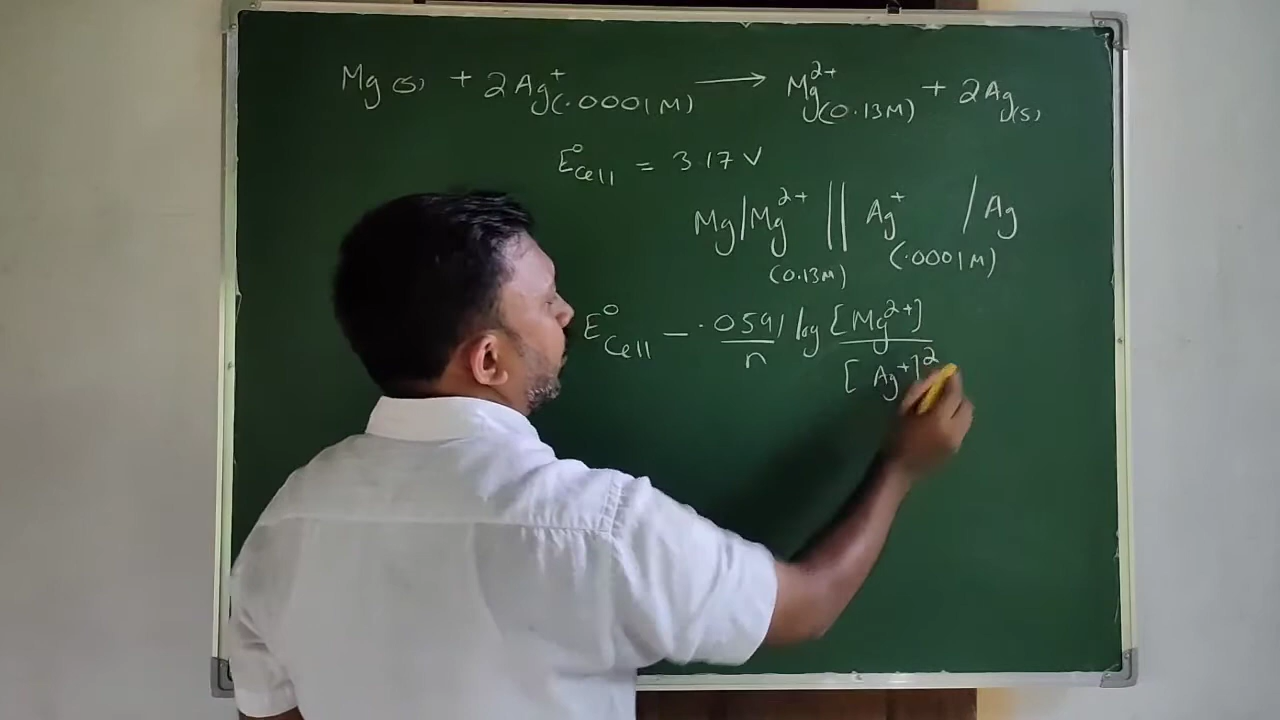 Mg(s) + 2Ag⁺(.0001M) ⟶ Mg²⁺(0.13M) + 2Ag(s)
E°Cell = 3.17 V
Mg/Mg²⁺ || Ag⁺ /Ag
(0.13M) (.0001M)
E°Cell − .0591/n log [Mg²⁺]/[Ag⁺]²